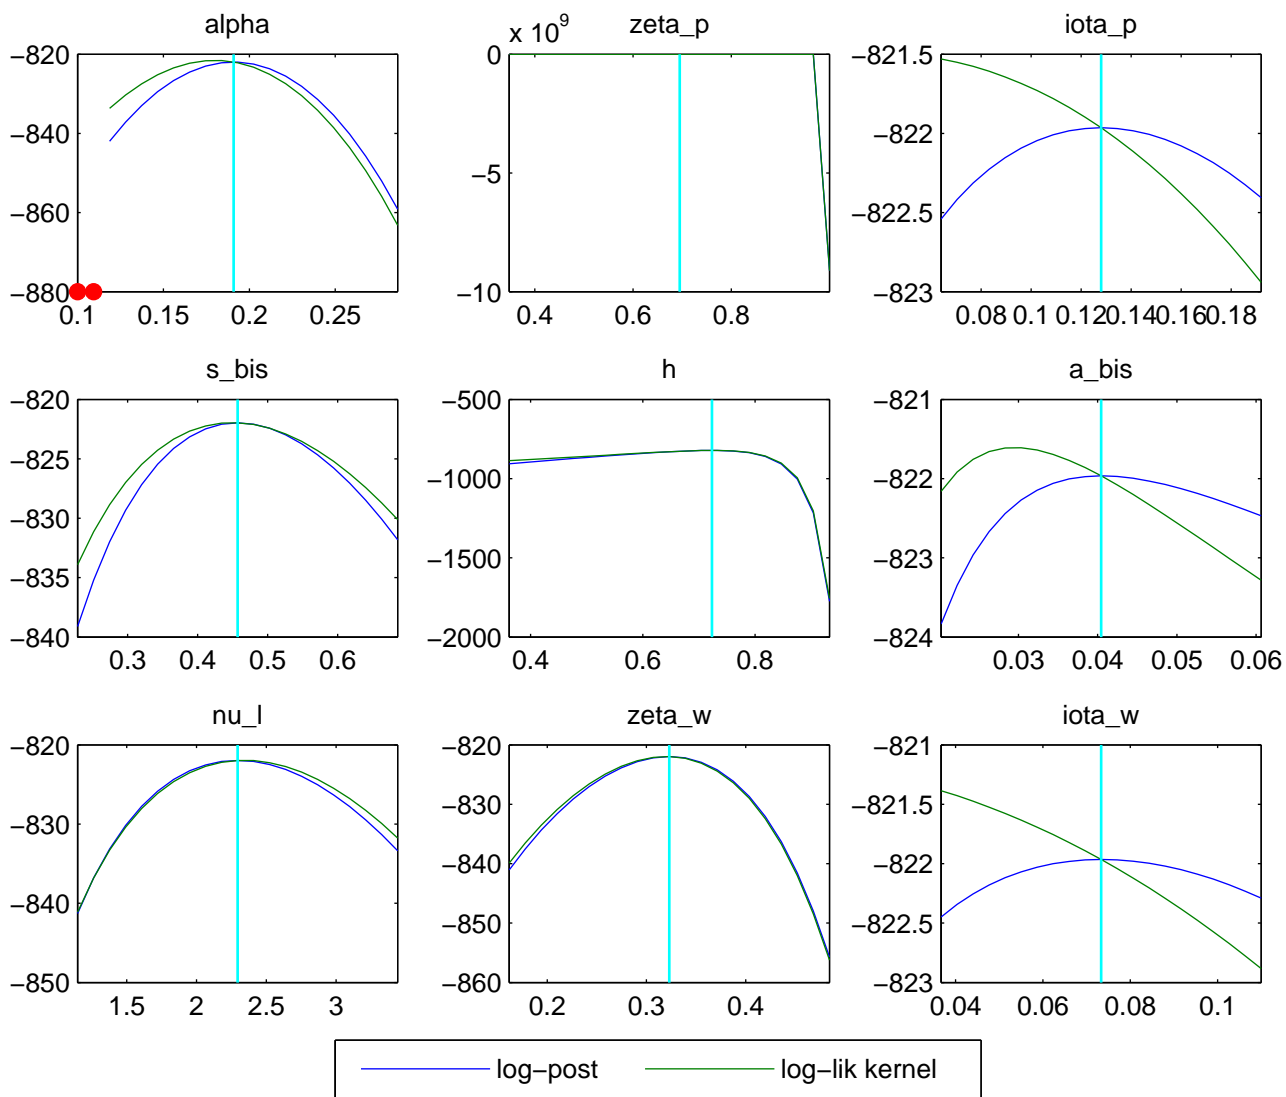 alpha
−820
−840
−860
−880
0.1 0.15 0.2 0.25
zeta_p
x 10^9
0
−5
−10
0.4 0.6 0.8
iota_p
−821.5
−822
−822.5
−823
0.08 0.1 0.12 0.14 0.16 0.18
s_bis
−820
−825
−830
−835
−840
0.3 0.4 0.5 0.6
h
−500
−1000
−1500
−2000
0.4 0.6 0.8
a_bis
−821
−822
−823
−824
0.03 0.04 0.05 0.06
nu_l
−820
−830
−840
−850
1.5 2 2.5 3
zeta_w
−820
−830
−840
−850
−860
0.2 0.3 0.4
iota_w
−821
−821.5
−822
−822.5
−823
0.04 0.06 0.08 0.1
log−post log−lik kernel